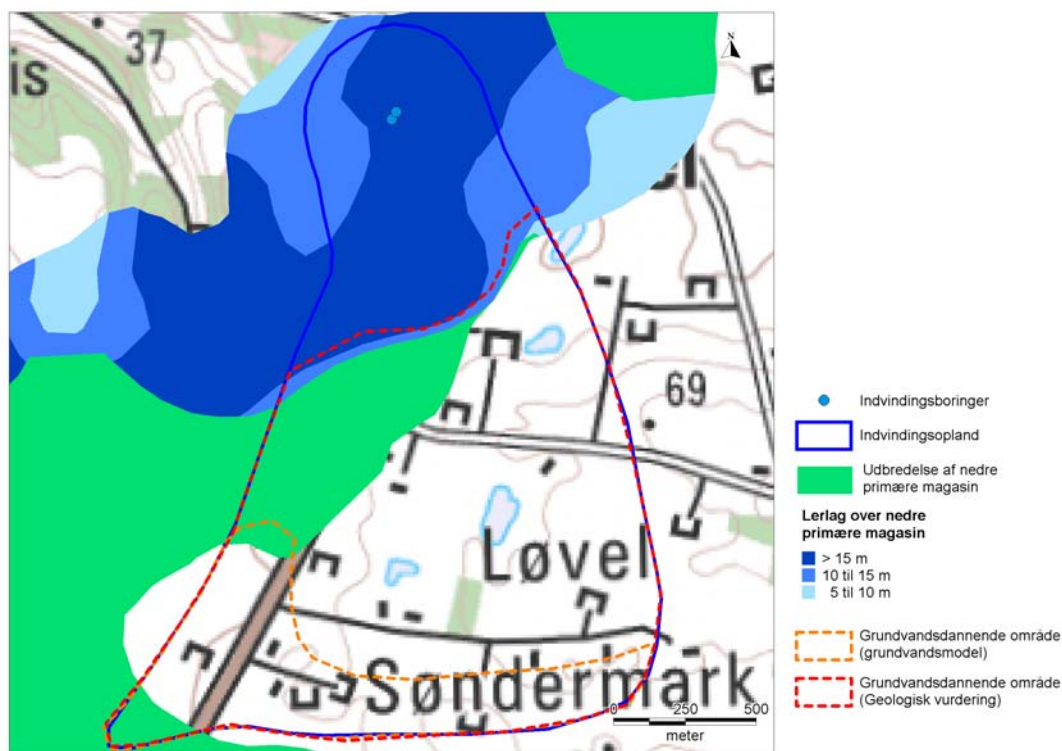 37
N
is
el
69
Løvel
Søndermark
0 250 500
meter
Indvindingsboringer
Indvindingsopland
Udbredelse af nedre
primære magasin
Lerlag over nedre
primære magasin
> 15 m
10 til 15 m
5 til 10 m
Grundvandsdannende område
(grundvandsmodel)
Grundvandsdannende område
(Geologisk vurdering)